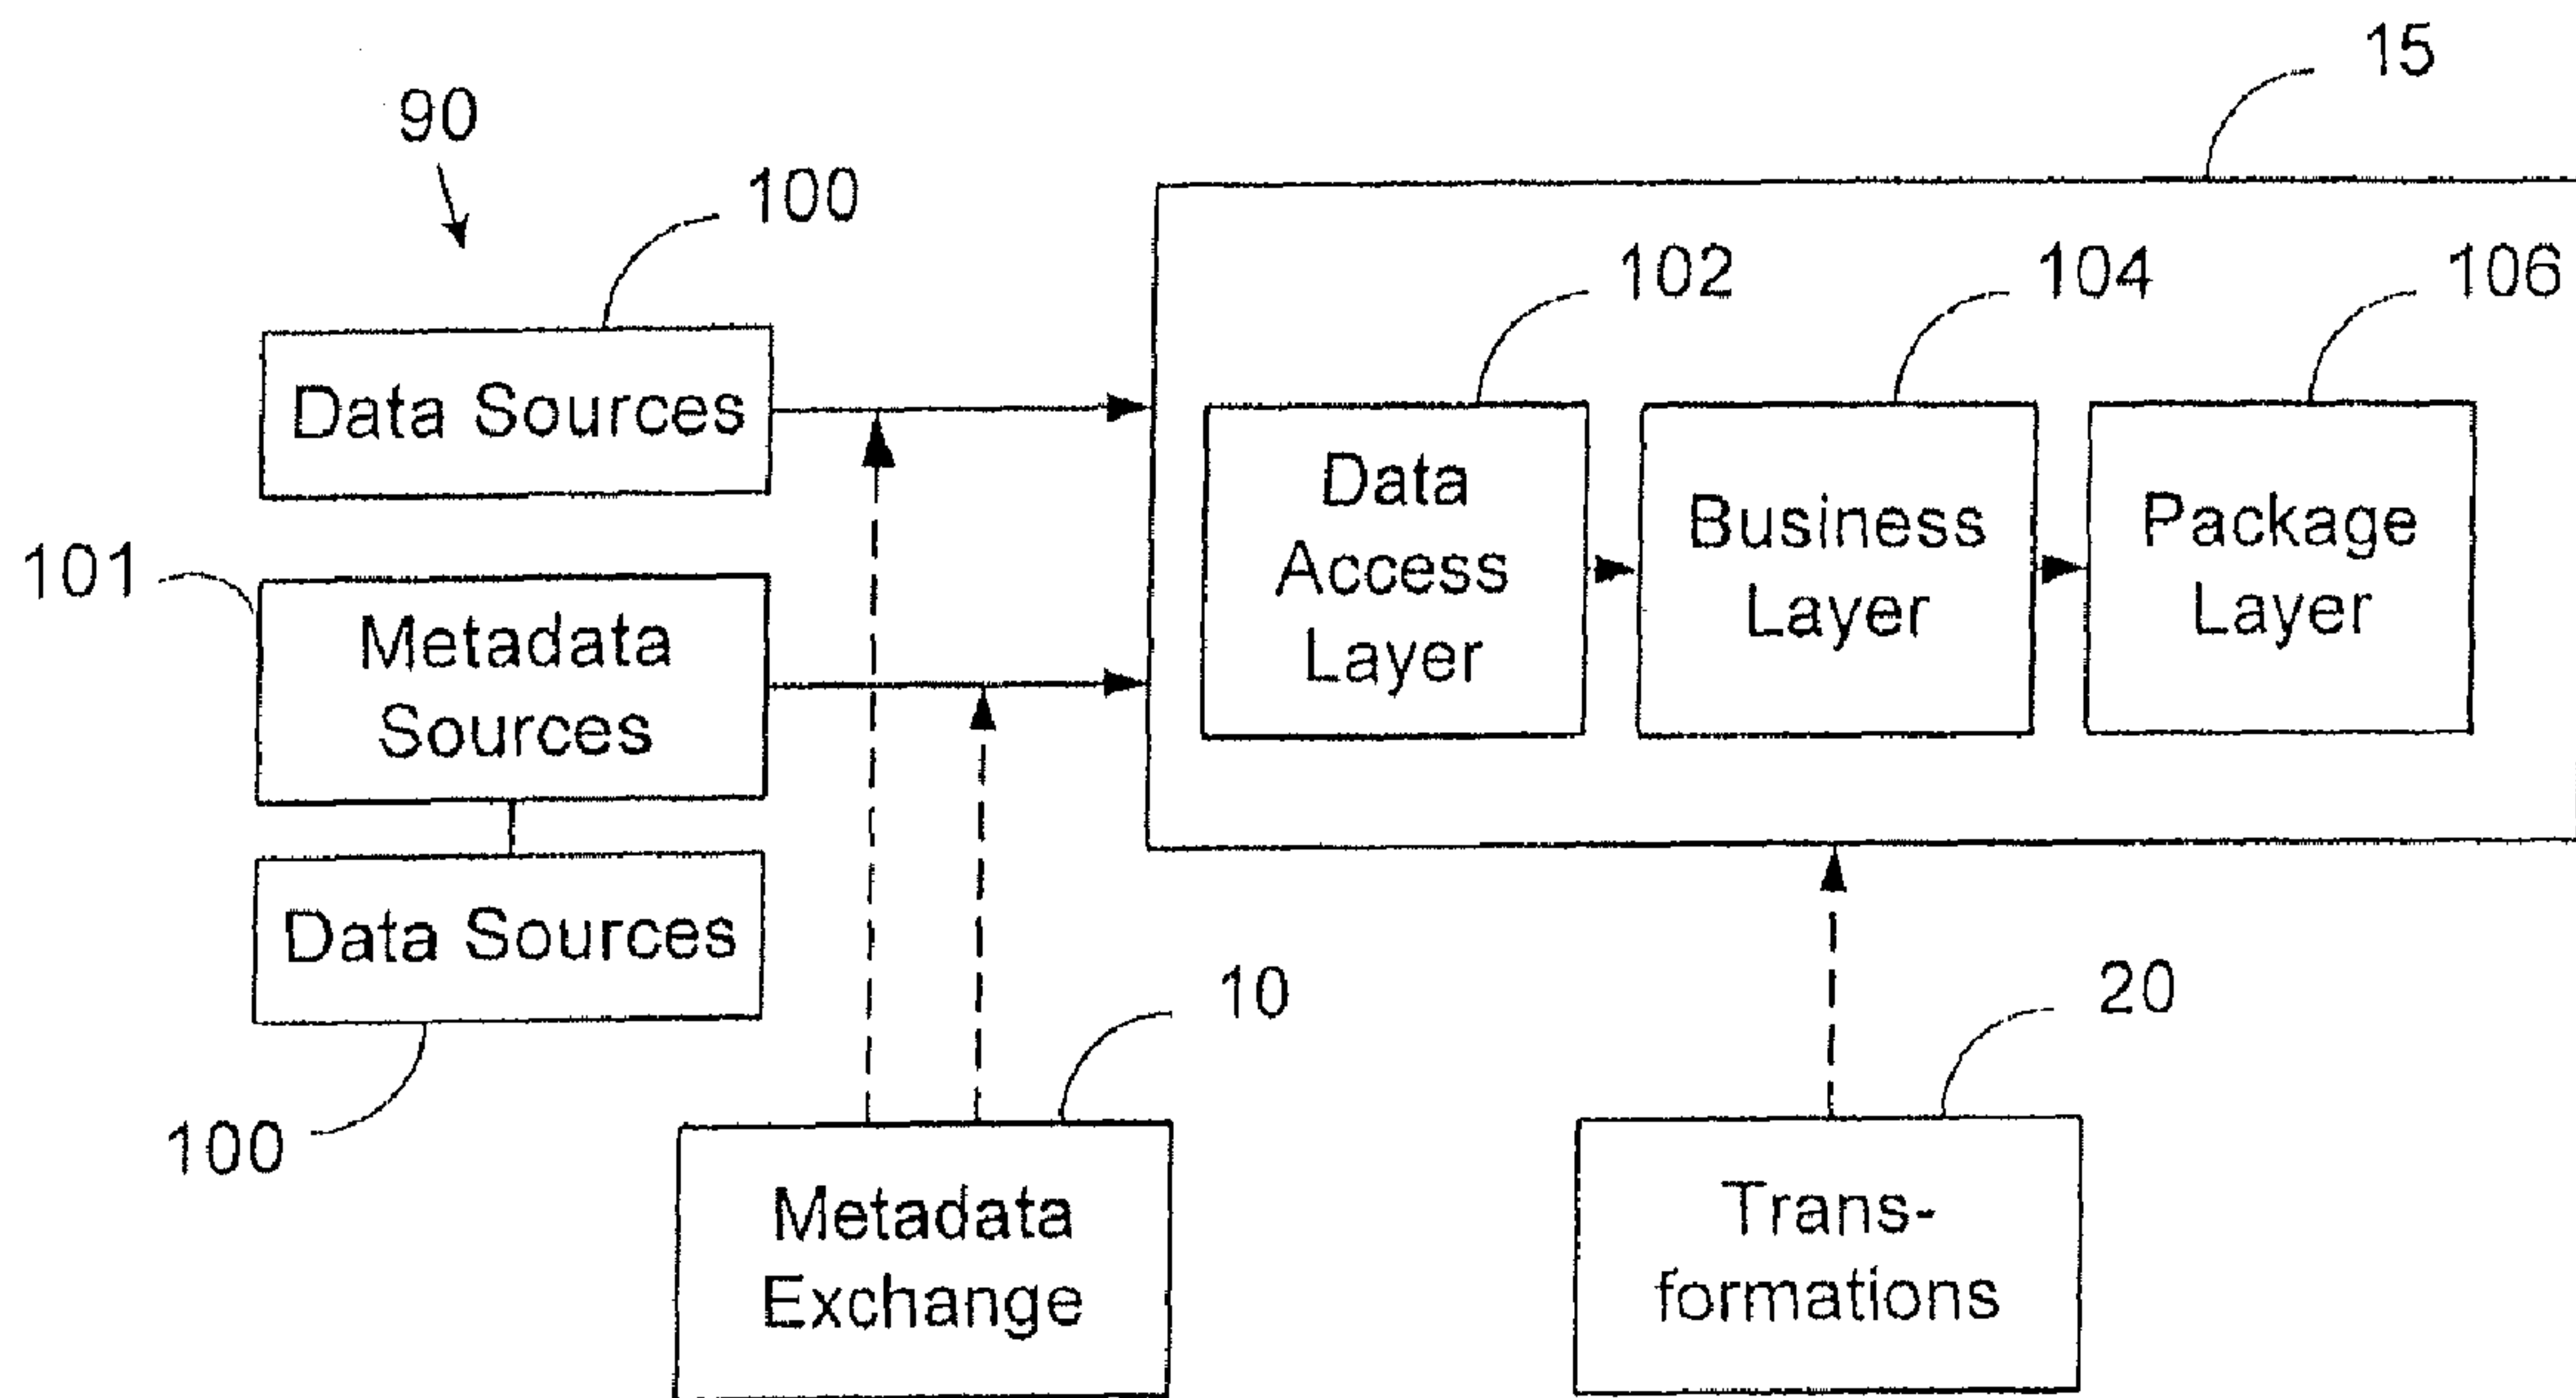 15
90
100
102
104
106
Data Sources
Data
Access
Layer
Business
Layer
Package
Layer
101
Metadata
Sources
Data Sources
10
20
100
Metadata
Exchange
Trans-
formations